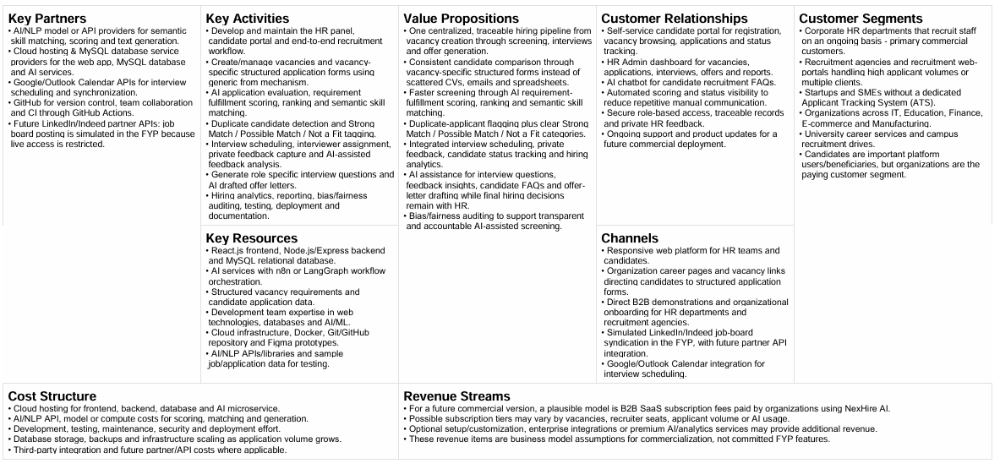 Key Partners
• AI/NLP model or API providers for semantic
skill matching, scoring and text generation.
• Cloud hosting & MySQL database service
providers for the web app, MySQL database
and AI services.
• Google/Outlook Calendar APIs for interview
scheduling and synchronization.
• GitHub for version control, team collaboration
and CI through GitHub Actions.
• Future LinkedIn/Indeed partner APIs: job
board posting is simulated in the FYP because
live access is restricted.
Key Activities
• Develop and maintain the HR panel,
candidate portal and end-to-end recruitment
workflow.
• Create/manage vacancies and vacancy-
specific structured application forms using
generic from mechanism.
• AI application evaluation, requirement
fulfillment scoring, ranking and semantic skill
matching.
• Duplicate candidate detection and Strong
Match / Possible Match / Not a Fit tagging.
• Interview scheduling, interviewer assignment,
private feedback capture and AI-assisted
feedback analysis.
• Generate role specific interview questions and
AI drafted offer letters.
• Hiring analytics, reporting, bias/fairness
auditing, testing, deployment and
documentation.
Key Resources
• React.js frontend, Node.js/Express backend
and MySQL relational database.
• AI services with n8n or LangGraph workflow
orchestration.
• Structured vacancy requirements and
candidate application data.
• Development team expertise in web
technologies, databases and AI/ML.
• Cloud infrastructure, Docker, Git/GitHub
repository and Figma prototypes.
• AI/NLP APIs/libraries and sample
job/application data for testing.
Value Propositions
• One centralized, traceable hiring pipeline from
vacancy creation through screening, interviews
and offer generation.
• Consistent candidate comparison through
vacancy-specific structured forms instead of
scattered CVs, emails and spreadsheets.
• Faster screening through AI requirement-
fulfillment scoring, ranking and semantic skill
matching.
• Duplicate-applicant flagging plus clear Strong
Match / Possible Match / Not a Fit categories.
• Integrated interview scheduling, private
feedback, candidate status tracking and hiring
analytics.
• AI assistance for interview questions,
feedback insights, candidate FAQs and offer-
letter drafting while final hiring decisions
remain with HR.
• Bias/fairness auditing to support transparent
and accountable AI-assisted screening.
Customer Relationships
• Self-service candidate portal for registration,
vacancy browsing, applications and status
tracking.
• HR Admin dashboard for vacancies,
applications, interviews, offers and reports.
• AI chatbot for candidate recruitment FAQs.
• Automated scoring and status visibility to
reduce repetitive manual communication.
• Secure role-based access, traceable records
and private HR feedback.
• Ongoing support and product updates for a
future commercial deployment.
Channels
• Responsive web platform for HR teams and
candidates.
• Organization career pages and vacancy links
directing candidates to structured application
forms.
• Direct B2B demonstrations and organizational
onboarding for HR departments and
recruitment agencies.
• Simulated LinkedIn/Indeed job-board
syndication in the FYP, with future partner API
integration.
• Google/Outlook Calendar integration for
interview scheduling.
Customer Segments
• Corporate HR departments that recruit staff
on an ongoing basis - primary commercial
customers.
• Recruitment agencies and recruitment web-
portals handling high applicant volumes or
multiple clients.
• Startups and SMEs without a dedicated
Applicant Tracking System (ATS).
• Organizations across IT, Education, Finance,
E-commerce and Manufacturing.
• University career services and campus
recruitment drives.
• Candidates are important platform
users/beneficiaries, but organizations are the
paying customer segment.
Cost Structure
• Cloud hosting for frontend, backend, database and AI microservice.
• AI/NLP API, model or compute costs for scoring, matching and generation.
• Development, testing, maintenance, security and deployment effort.
• Database storage, backups and infrastructure scaling as application volume grows.
• Third-party integration and future partner/API costs where applicable.
Revenue Streams
• For a future commercial version, a plausible model is B2B SaaS subscription fees paid by organizations using NexHire AI.
• Possible subscription tiers may vary by vacancies, recruiter seats, applicant volume or AI usage.
• Optional setup/customization, enterprise integrations or premium AI/analytics services may provide additional revenue.
• These revenue items are business model assumptions for commercialization, not committed FYP features.